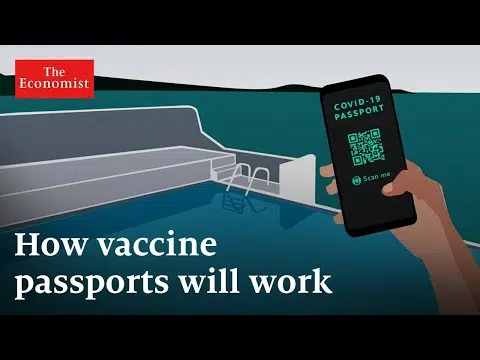 The
Economist
COVID-19
PASSPORT
Scan me
How vaccine
passports will work